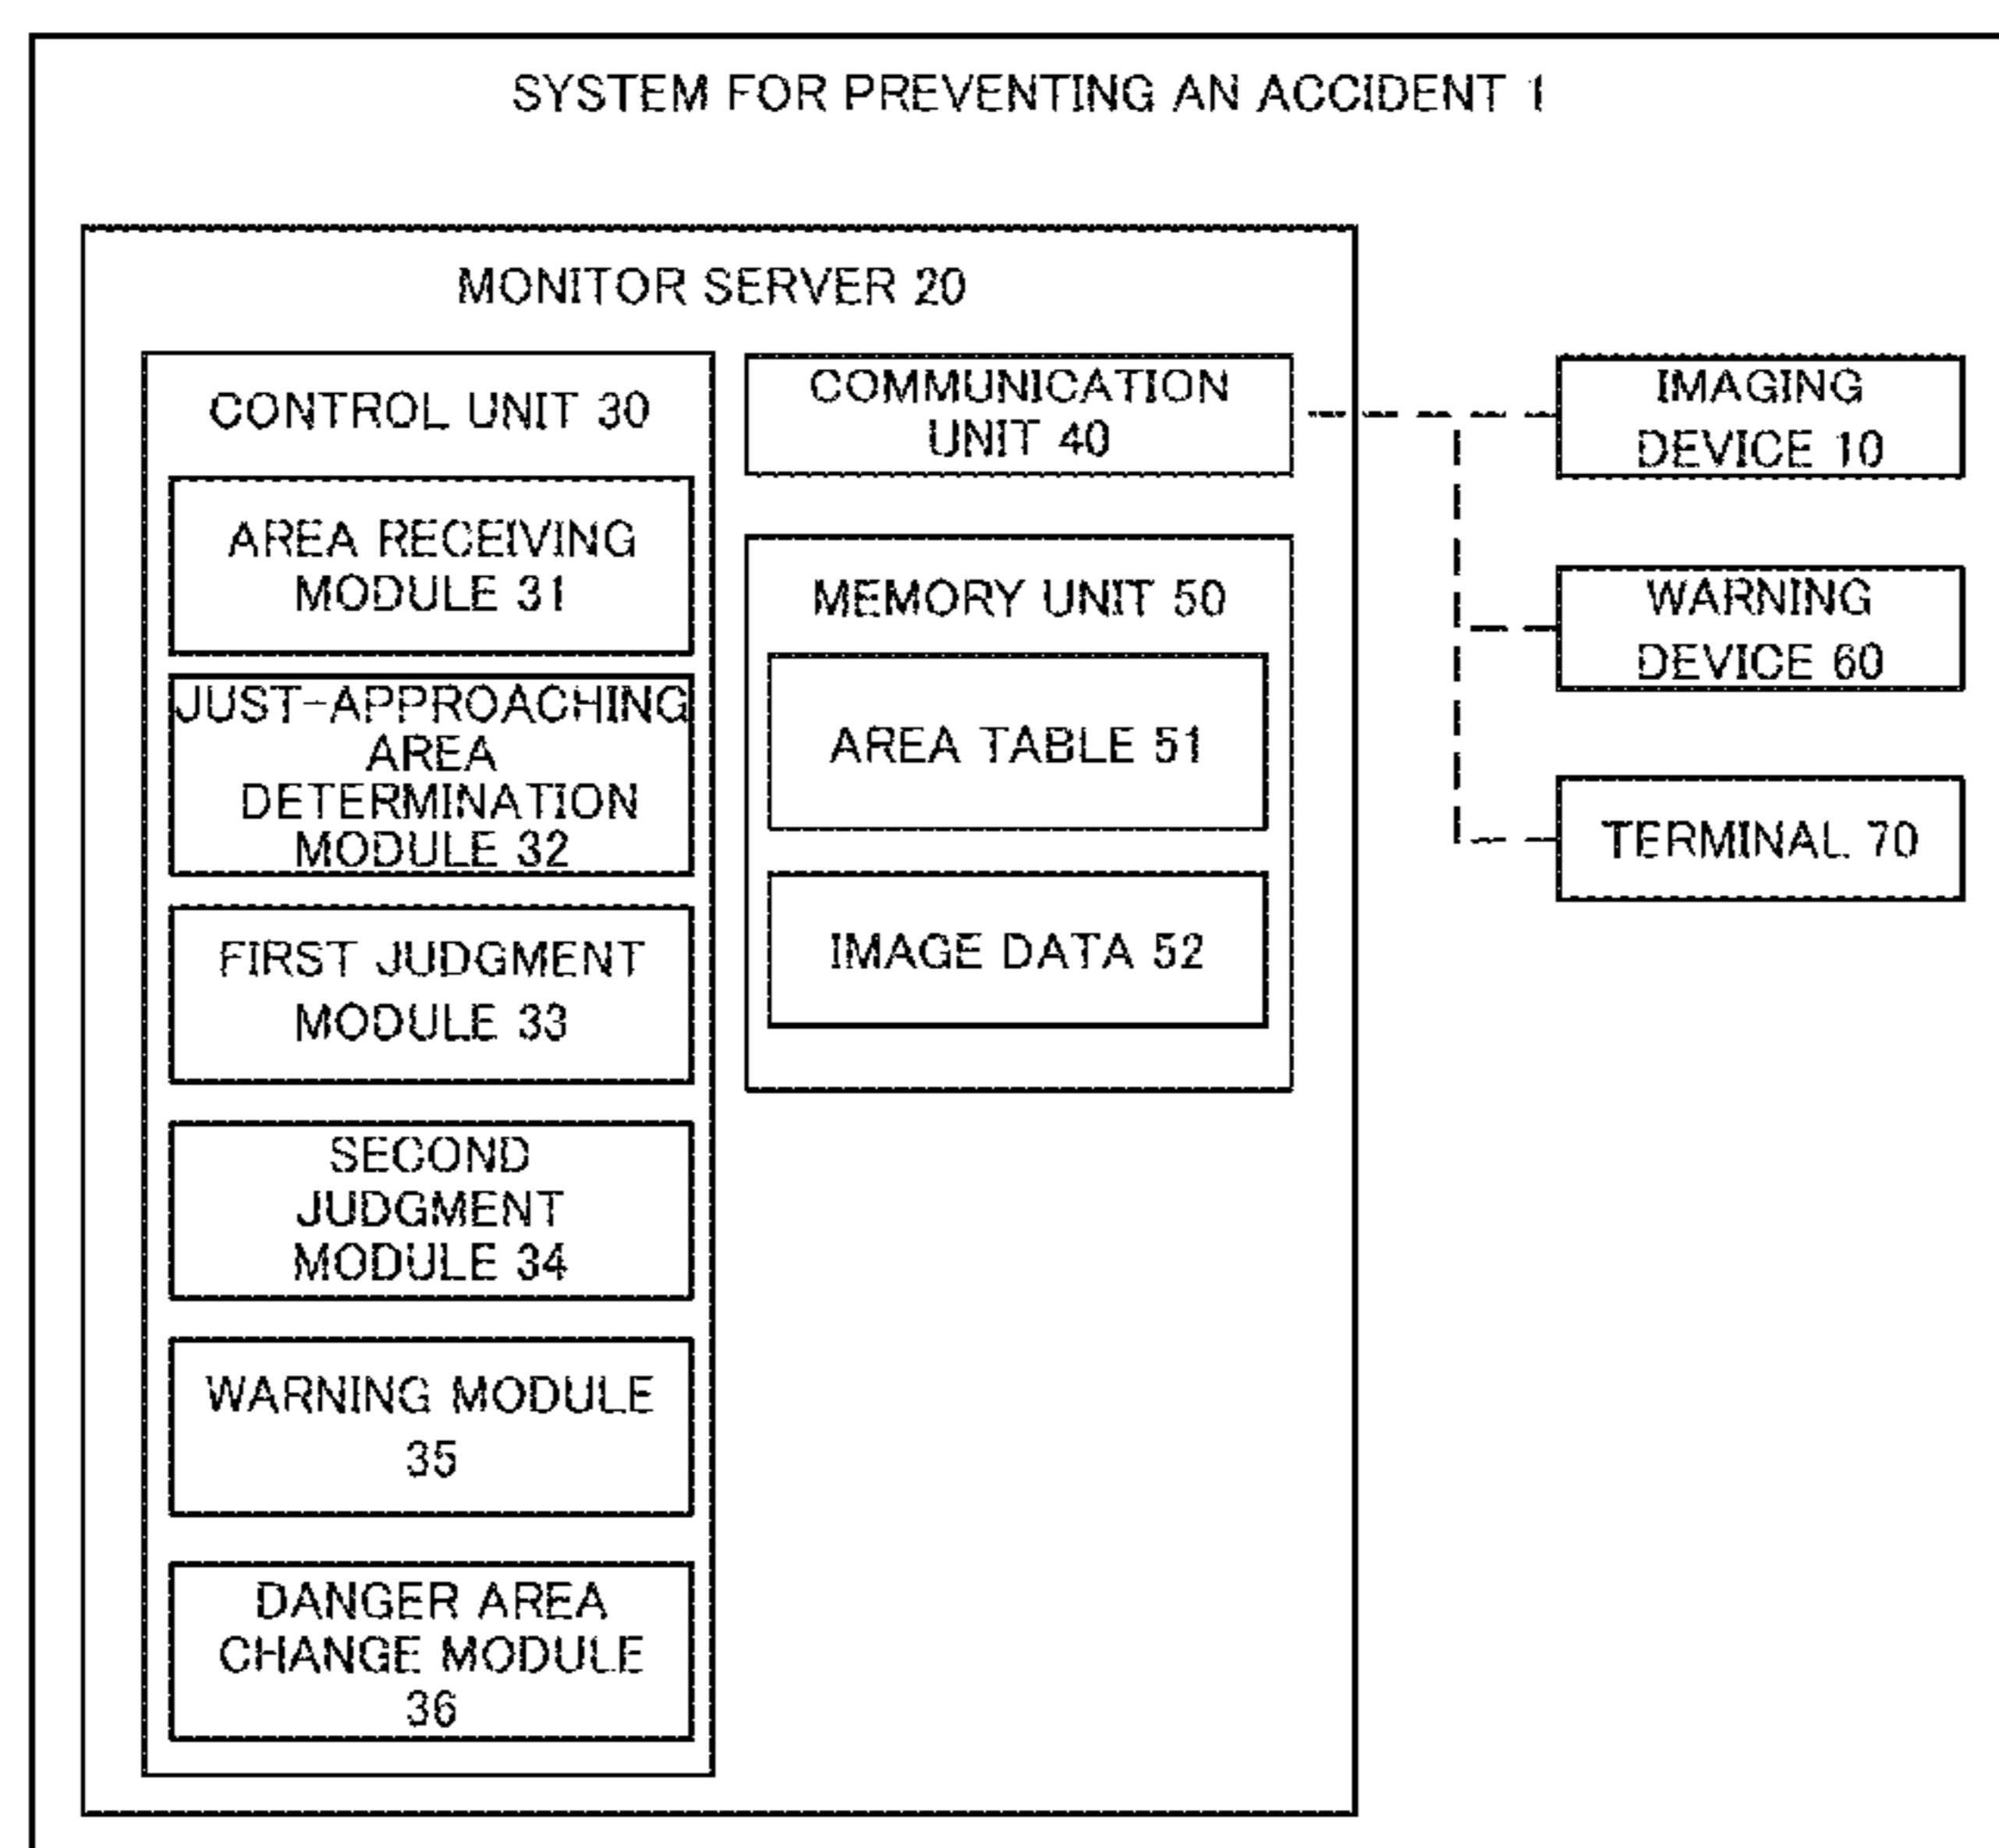 SYSTEM FOR PREVENTING AN ACCIDENT 1
MONITOR SERVER 20
CONTROL UNIT 30
AREA RECEIVING
MODULE 31
JUST-APPROACHING
AREA
DETERMINATION
MODULE 32
FIRST JUDGMENT
MODULE 33
SECOND
JUDGMENT
MODULE 34
WARNING MODULE
35
DANGER AREA
CHANGE MODULE
36
COMMUNICATION
UNIT 40
MEMORY UNIT 50
AREA TABLE 51
IMAGE DATA 52
IMAGING
DEVICE 10
WARNING
DEVICE 60
TERMINAL 70